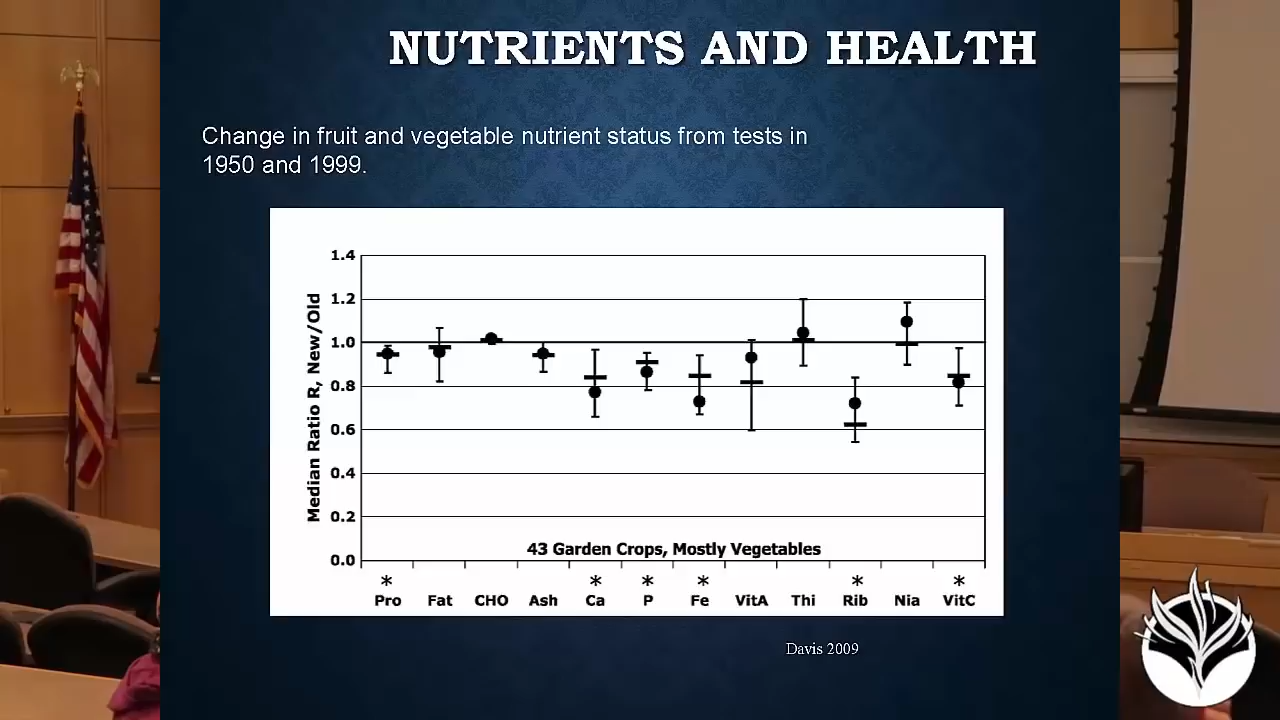 NUTRIENTS AND HEALTH
Change in fruit and vegetable nutrient status from tests in
1950 and 1999.
Median Ratio R, New/Old
1.4
1.2
1.0
0.8
0.6
0.4
0.2
0.0
43 Garden Crops, Mostly Vegetables
* * * * * *
Pro Fat CHO Ash Ca P Fe VitA Thi Rib Nia VitC
Davis 2009